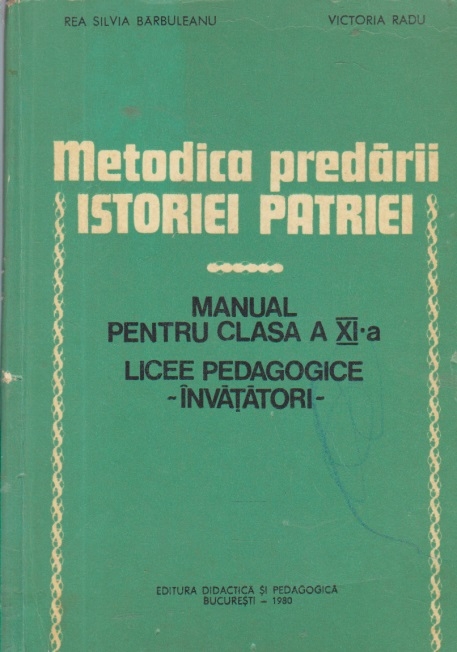 REA SILVIA BĂRBULEANU VICTORIA RADU
Metodica predării
ISTORIEI PATRIEI
MANUAL
PENTRU CLASA A XI-a
LICEE PEDAGOGICE
~ÎNVĂȚĂTORI~
EDITURA DIDACTICĂ ȘI PEDAGOGICĂ
BUCUREȘTI – 1980